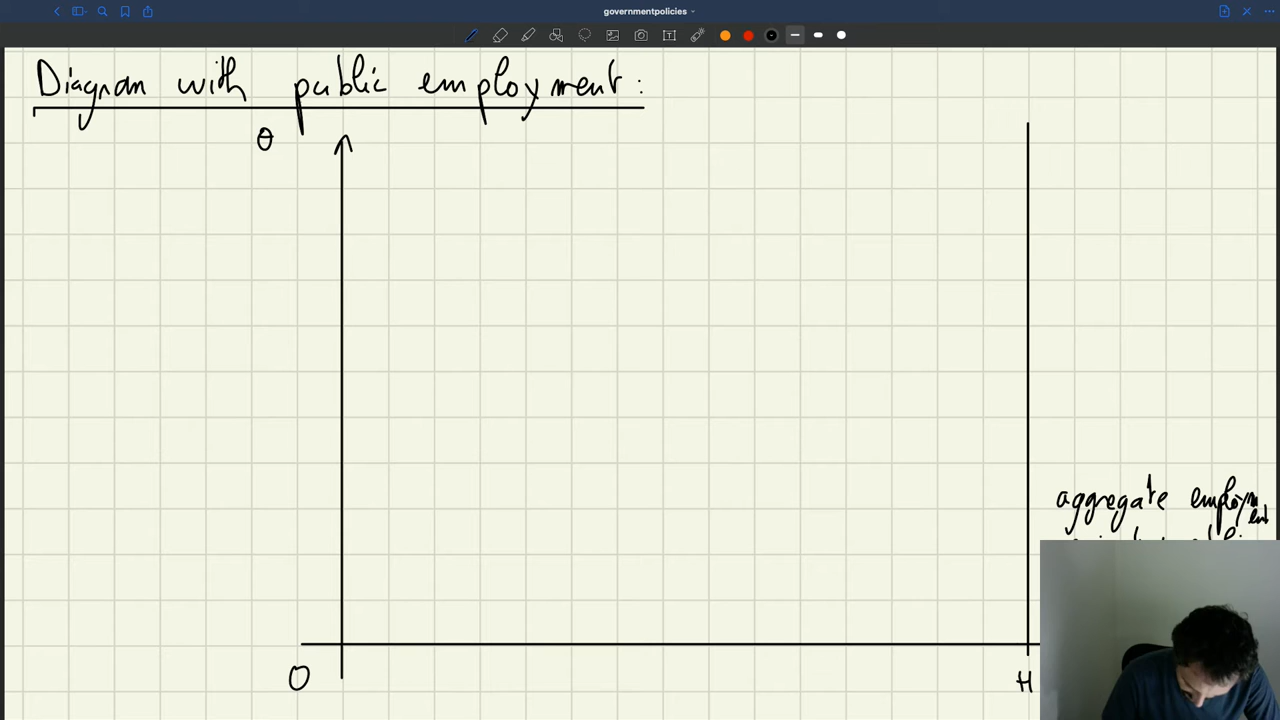 governmentpolicies
Diagram with public employment:
θ
aggregate employment
O
H